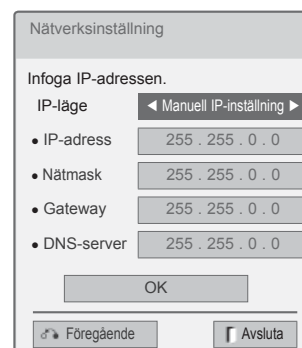 Nätverksinställning
Infoga IP-adressen.
IP-läge ◀ Manuell IP-inställning ▶
• IP-adress 255 . 255 . 0 . 0
• Nätmask 255 . 255 . 0 . 0
• Gateway 255 . 255 . 0 . 0
• DNS-server 255 . 255 . 0 . 0
OK
Föregående Avsluta